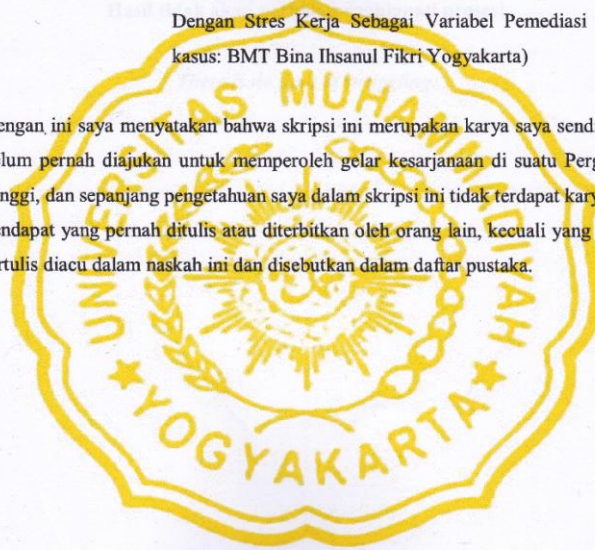 Dengan Stres Kerja Sebagai Variabel Pemediasi
kasus: BMT Bina Ihsanul Fikri Yogyakarta)
engan ini saya menyatakan bahwa skripsi ini merupakan karya saya sendi
elum pernah diajukan untuk memperoleh gelar kesarjanaan di suatu Perg
nggi, dan sepanjang pengetahuan saya dalam skripsi ini tidak terdapat kary
endapat yang pernah ditulis atau diterbitkan oleh orang lain, kecuali yang
rtulis diacu dalam naskah ini dan disebutkan dalam daftar pustaka.
UNIVERSITAS MUHAMMADIYAH
YOGYAKARTA